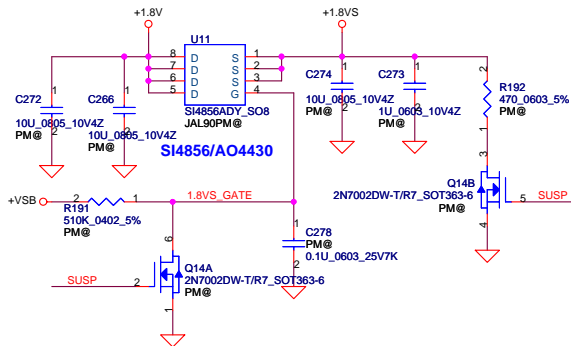 +1.8V
+1.8VS
U11
8 D S 1
7 D S 2
6 D S 3
5 D G 4
SI4856ADY_SO8
JAL90PM@
SI4856/AO4430
1
C272
10U_0805_10V4Z
PM@
2
1
C266
10U_0805_10V4Z
PM@
2
1
C274
10U_0805_10V4Z
PM@
2
1
C273
1U_0603_10V4Z
PM@
2
2
R192
470_0603_5%
PM@
1
3
Q14B
2N7002DW-T/R7_SOT363-6
PM@
5
SUSP
4
+VSB
2
1
R191
510K_0402_5%
PM@
1.8VS_GATE
1
C278
0.1U_0603_25V7K
PM@
2
6
Q14A
2N7002DW-T/R7_SOT363-6
PM@
SUSP
2
1